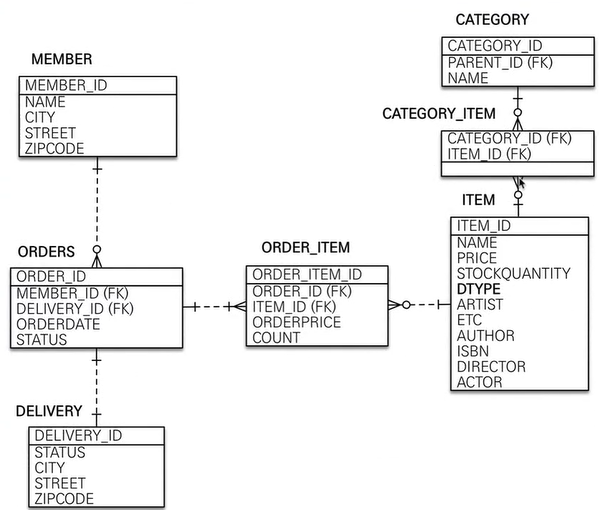 CATEGORY
CATEGORY_ID
PARENT_ID (FK)
NAME
MEMBER
MEMBER_ID
NAME
CITY
STREET
ZIPCODE
CATEGORY_ITEM
CATEGORY_ID (FK)
ITEM_ID (FK)
ITEM
ITEM_ID
NAME
PRICE
STOCKQUANTITY
DTYPE
ARTIST
ETC
AUTHOR
ISBN
DIRECTOR
ACTOR
ORDERS
ORDER_ID
MEMBER_ID (FK)
DELIVERY_ID (FK)
ORDERDATE
STATUS
ORDER_ITEM
ORDER_ITEM_ID
ORDER_ID (FK)
ITEM_ID (FK)
ORDERPRICE
COUNT
DELIVERY
DELIVERY_ID
STATUS
CITY
STREET
ZIPCODE